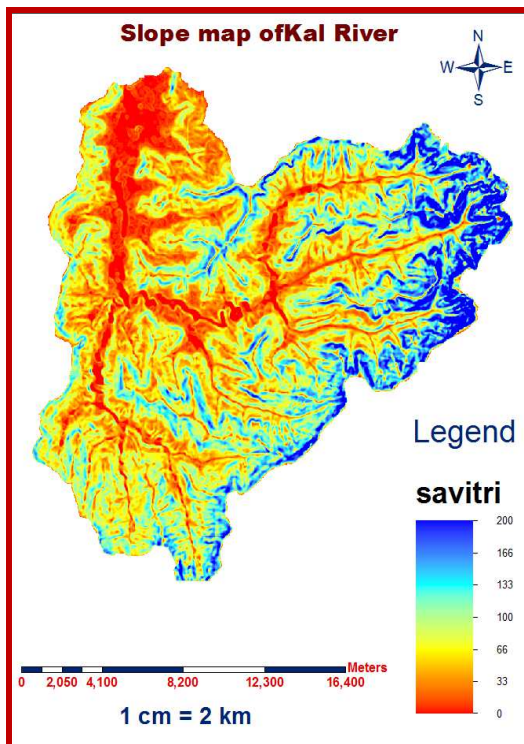 Slope map ofKal River
N
W E
S
Legend
savitri
200
166
133
100
66
33
0
Meters
0 2,050 4,100 8,200 12,300 16,400
1 cm = 2 km